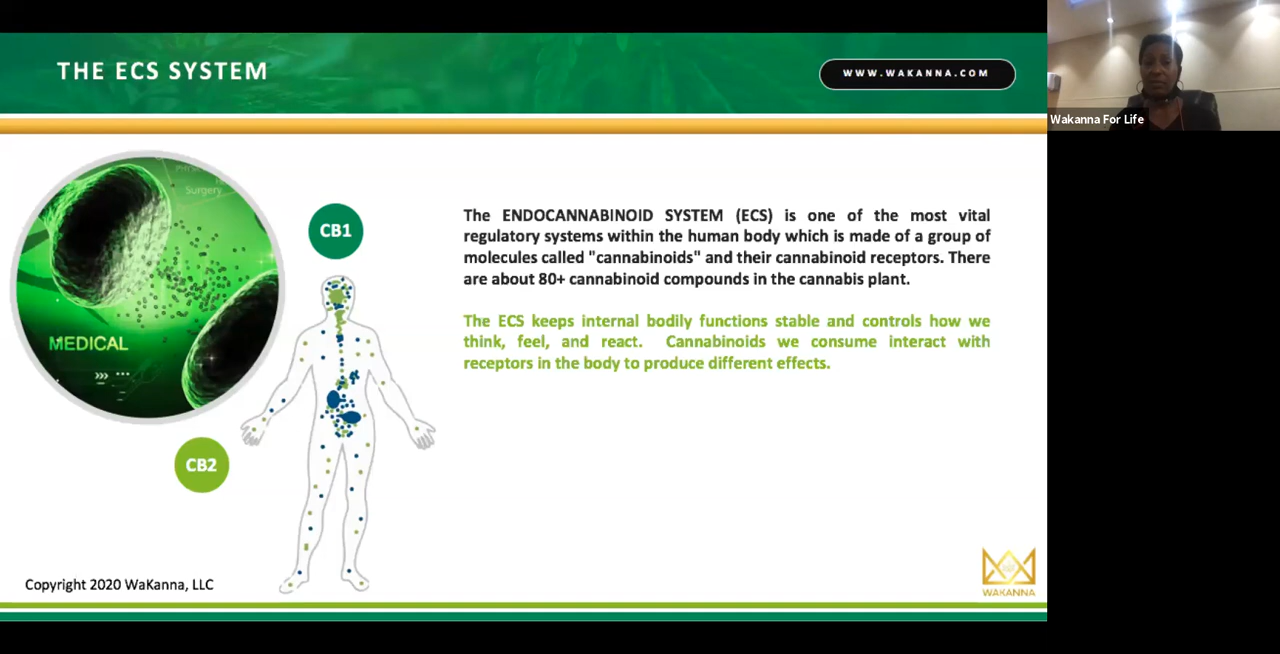 THE ECS SYSTEM
WWW.WAKANNA.COM
Wakanna For Life
Surgery
MEDICAL
CB1
CB2
The ENDOCANNABINOID SYSTEM (ECS) is one of the most vital
regulatory systems within the human body which is made of a group of
molecules called "cannabinoids" and their cannabinoid receptors. There
are about 80+ cannabinoid compounds in the cannabis plant.
The ECS keeps internal bodily functions stable and controls how we
think, feel, and react. Cannabinoids we consume interact with
receptors in the body to produce different effects.
Copyright 2020 WaKanna, LLC
WAKANNA